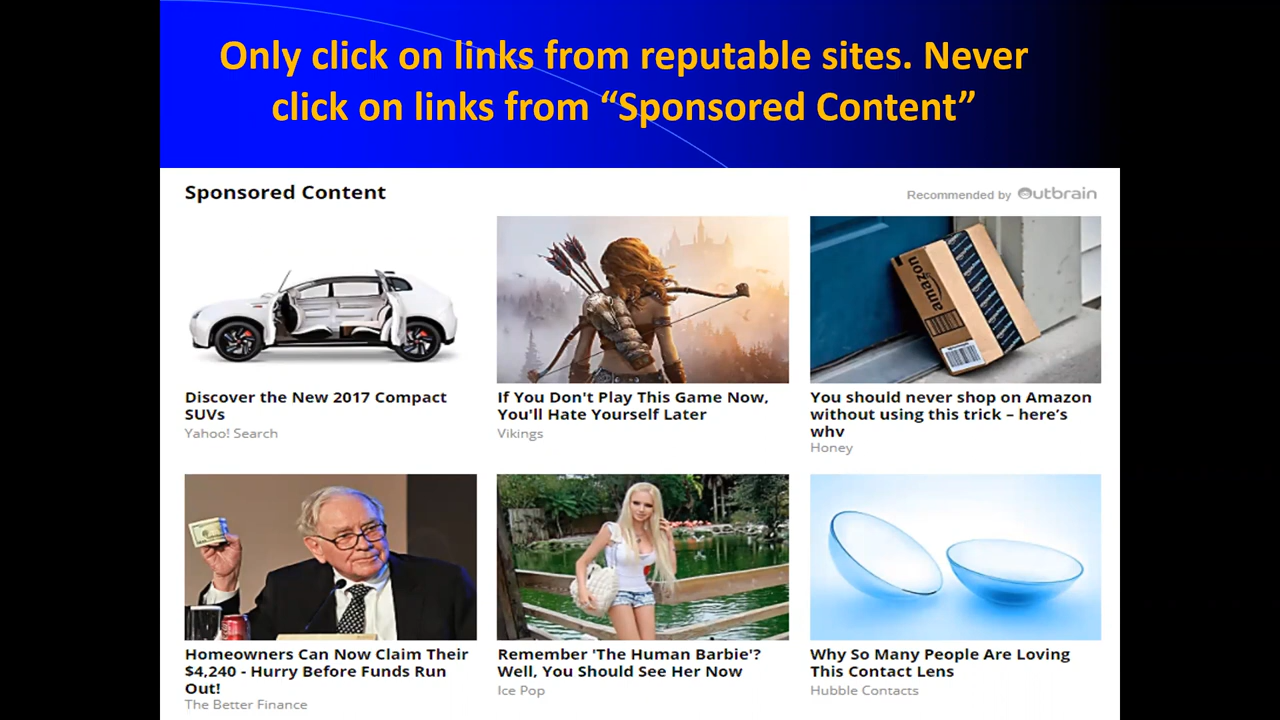 Only click on links from reputable sites. Never
click on links from “Sponsored Content”
Sponsored Content
Recommended by Outbrain
amazon
Discover the New 2017 Compact
SUVs
Yahoo! Search
If You Don't Play This Game Now,
You'll Hate Yourself Later
Vikings
You should never shop on Amazon
without using this trick – here’s
why
Honey
Homeowners Can Now Claim Their
$4,240 - Hurry Before Funds Run
Out!
The Better Finance
Remember 'The Human Barbie'?
Well, You Should See Her Now
Ice Pop
Why So Many People Are Loving
This Contact Lens
Hubble Contacts